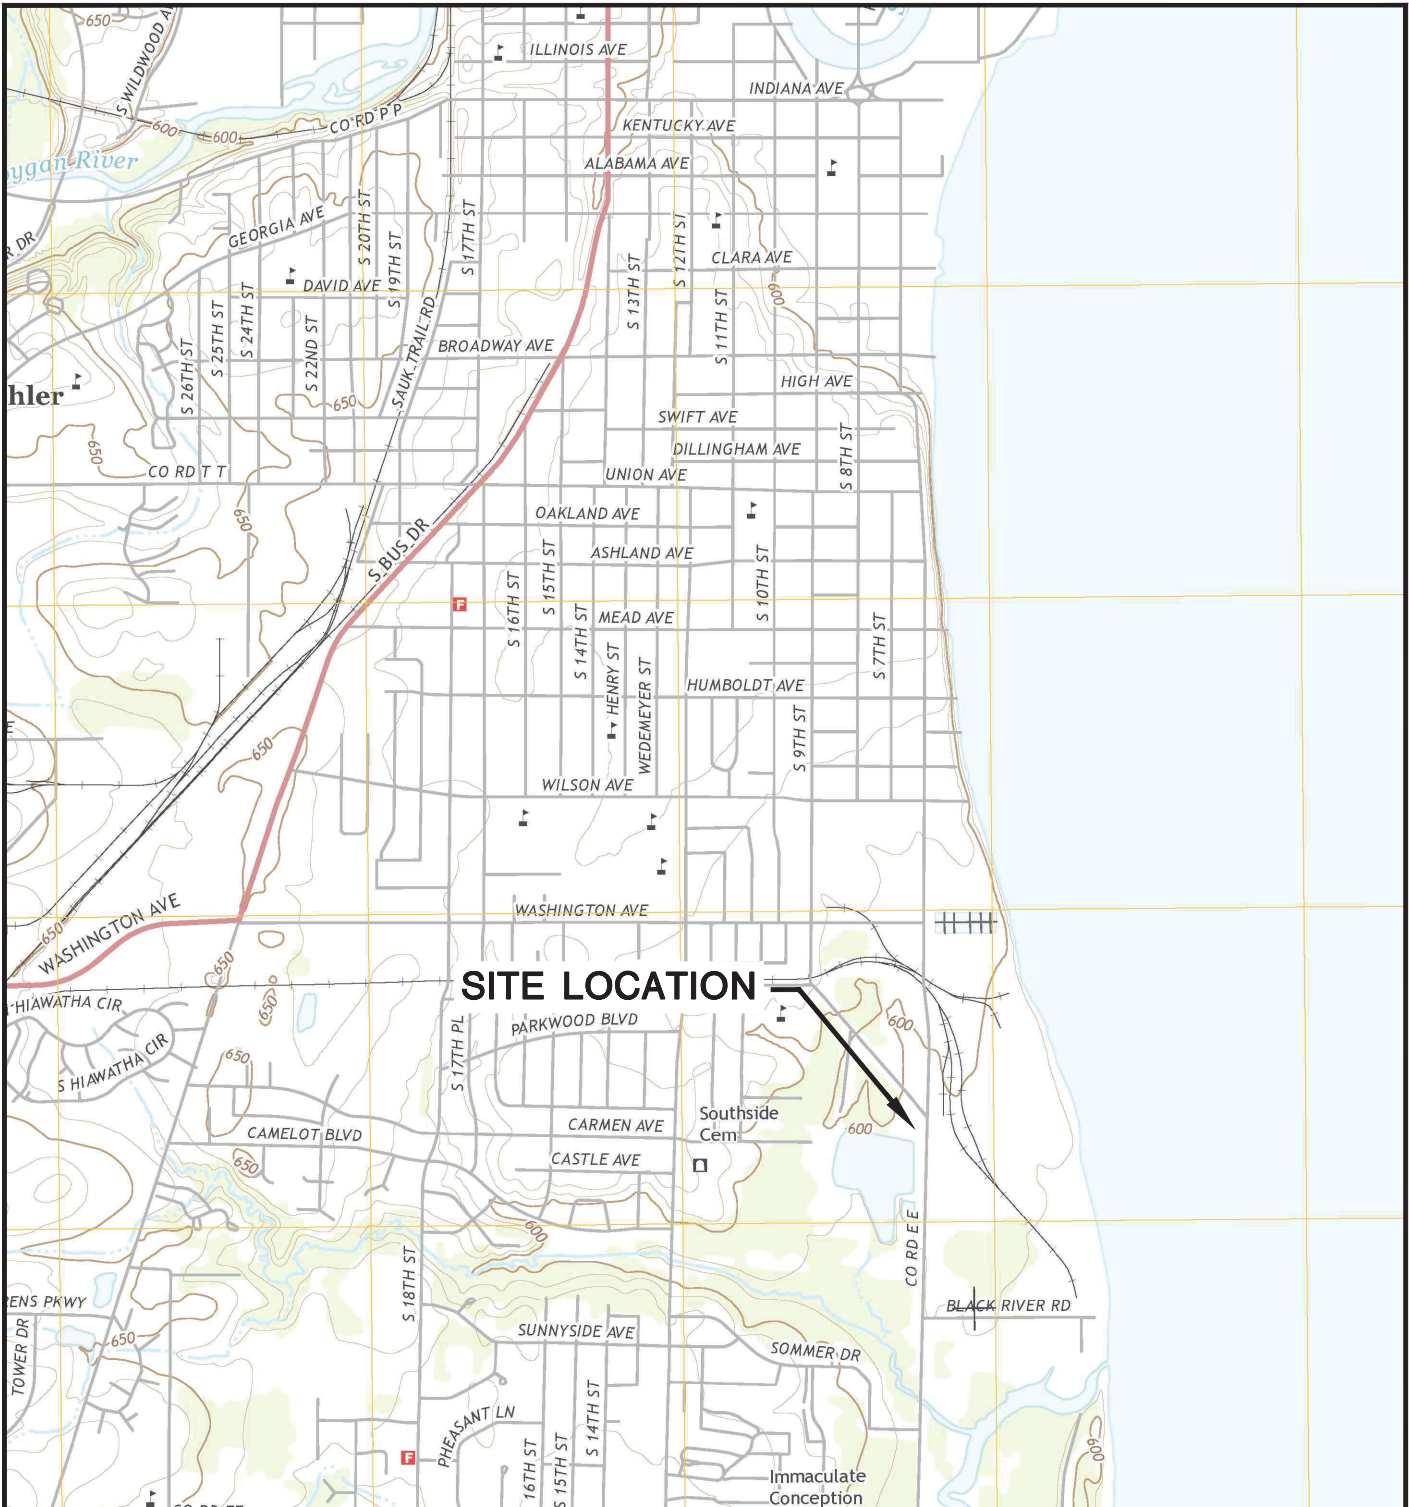 650
S WILDWOOD
ILLINOIS AVE
INDIANA AVE
CO RD P P
600
600
KENTUCKY AVE
ygan River
ALABAMA AVE
S 20TH ST
GEORGIA AVE
S 17TH ST
S 12TH ST
R DR
S 19TH ST
CLARA AVE
S 13TH ST
DAVID AVE
600
S 24TH ST
S 25TH ST
S 11TH ST
S 22ND ST
SAUK TRAIL RD
BROADWAY AVE
S 26TH ST
HIGH AVE
hler
650
SWIFT AVE
650
DILLINGHAM AVE
S 8TH ST
CO RD T T
UNION AVE
650
OAKLAND AVE
S BUS DR
ASHLAND AVE
S 15TH ST
S 10TH ST
F
S 16TH ST
MEAD AVE
S 14TH ST
S 7TH ST
HENRY ST
WEDEMEYER ST
HUMBOLDT AVE
E
S 9TH ST
650
WILSON AVE
WASHINGTON AVE
WASHINGTON AVE
650
650
SITE LOCATION
HIAWATHA CIR
650
PARKWOOD BLVD
600
S 17TH PL
S HIAWATHA CIR
650
Southside
Cem
CARMEN AVE
CAMELOT BLVD
600
650
CASTLE AVE
600
CO RD E E
S 18TH ST
ENS PKWY
BLACK RIVER RD
650
SUNNYSIDE AVE
TOWER DR
SOMMER DR
S 14TH ST
PHEASANT LN
600
F
16TH ST
S 15TH ST
Immaculate
Conception